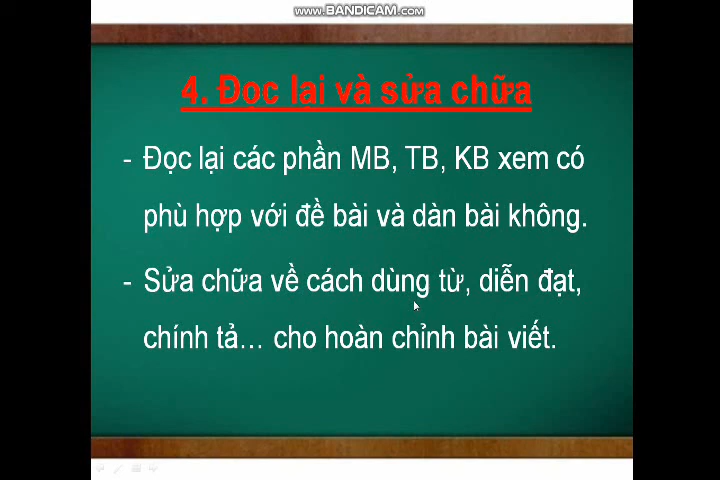 www.BANDICAM.com
4. Đọc lại và sửa chữa
- Đọc lại các phần MB, TB, KB xem có
phù hợp với đề bài và dàn bài không.
- Sửa chữa về cách dùng từ, diễn đạt,
chính tả... cho hoàn chỉnh bài viết.